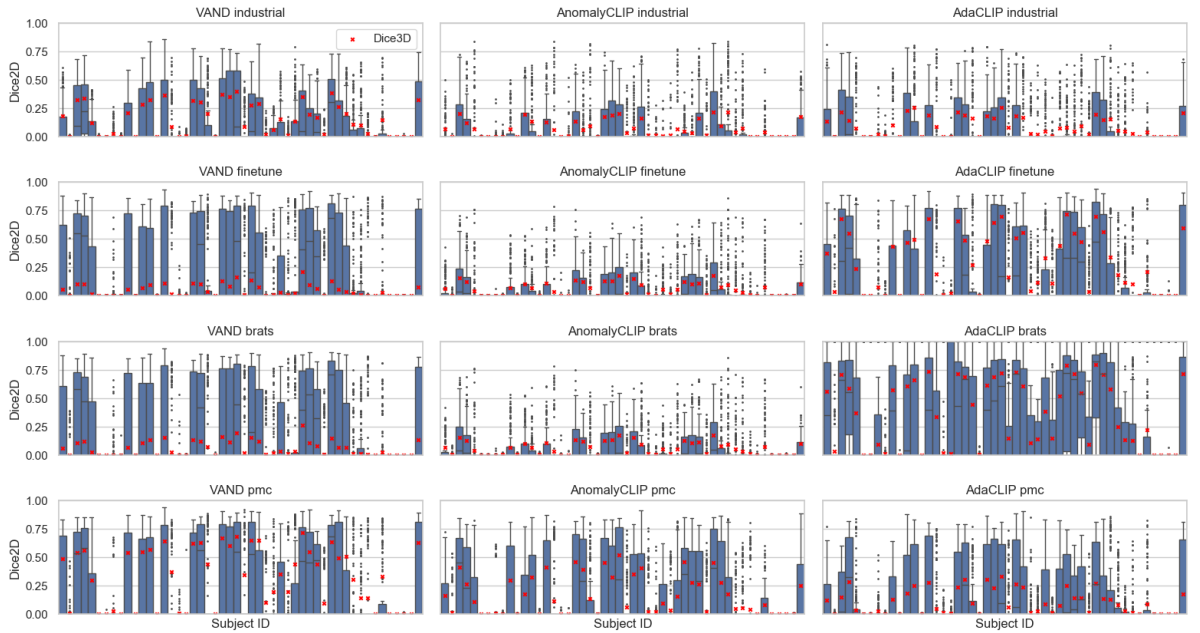 VAND industrial
AnomalyCLIP industrial
AdaCLIP industrial
1.00
0.75
0.50
0.25
0.00
Dice2D
Dice3D
VAND finetune
AnomalyCLIP finetune
AdaCLIP finetune
1.00
0.75
0.50
0.25
0.00
Dice2D
VAND brats
AnomalyCLIP brats
AdaCLIP brats
1.00
0.75
0.50
0.25
0.00
Dice2D
VAND pmc
AnomalyCLIP pmc
AdaCLIP pmc
1.00
0.75
0.50
0.25
0.00
Dice2D
Subject ID
Subject ID
Subject ID